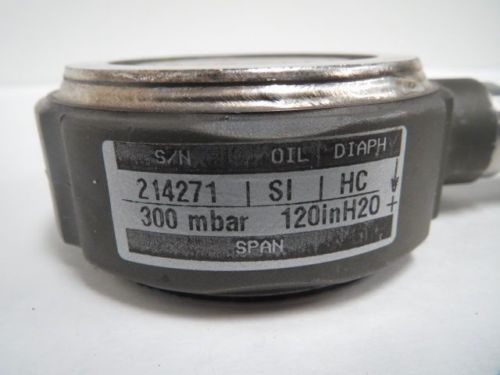 S/N OIL DIAPH
214271 | SI | HC
300 mbar 120inH2O +
SPAN